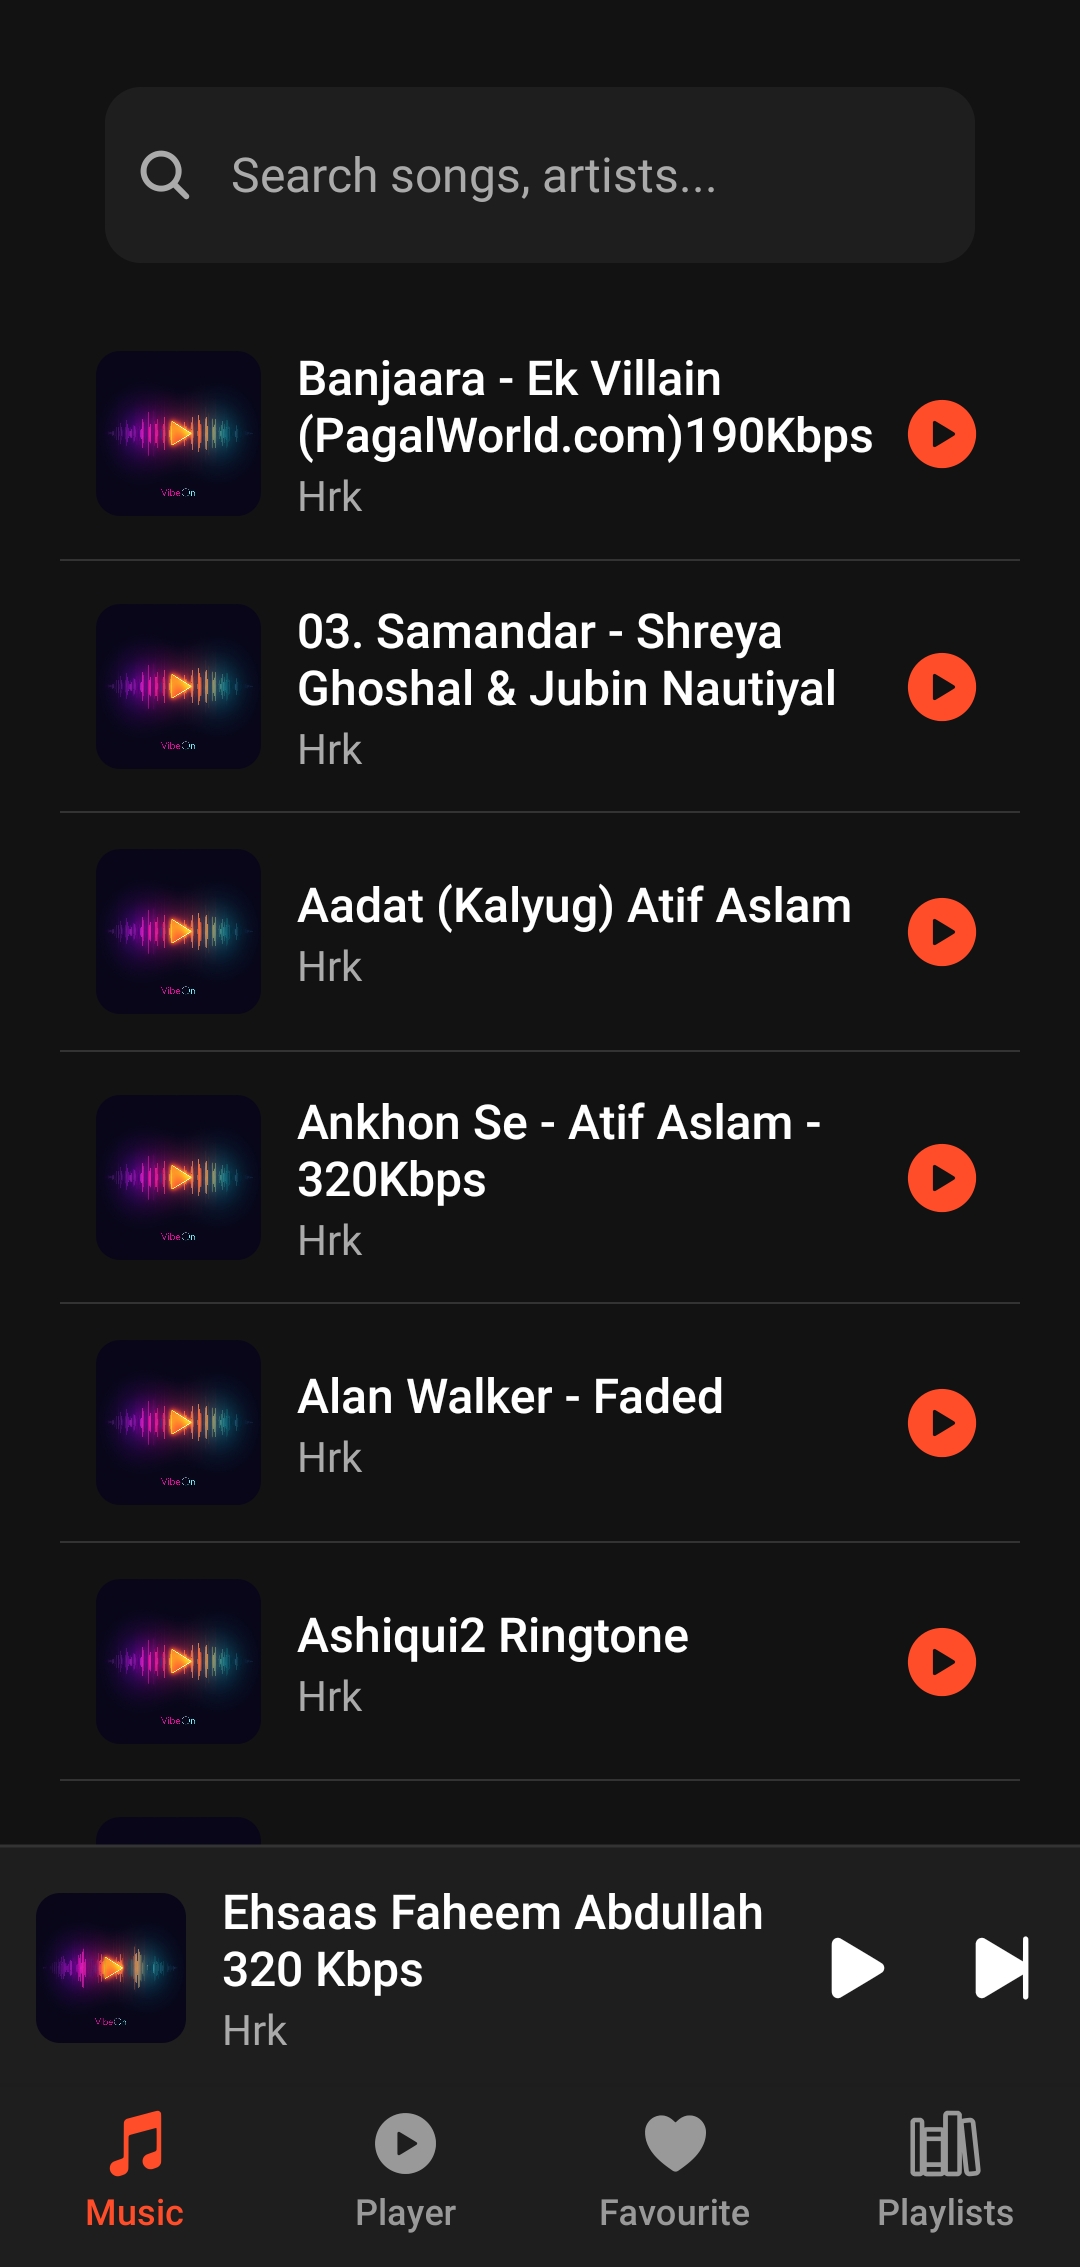 Search songs, artists...
Banjaara - Ek Villain
(PagalWorld.com)190Kbps
Hrk
VibeOn
03. Samandar - Shreya
Ghoshal & Jubin Nautiyal
Hrk
VibeOn
Aadat (Kalyug) Atif Aslam
Hrk
VibeOn
Ankhon Se - Atif Aslam -
320Kbps
Hrk
VibeOn
Alan Walker - Faded
Hrk
VibeOn
Ashiqui2 Ringtone
Hrk
VibeOn
Ehsaas Faheem Abdullah
320 Kbps
Hrk
VibeOn
Music
Player
Favourite
Playlists